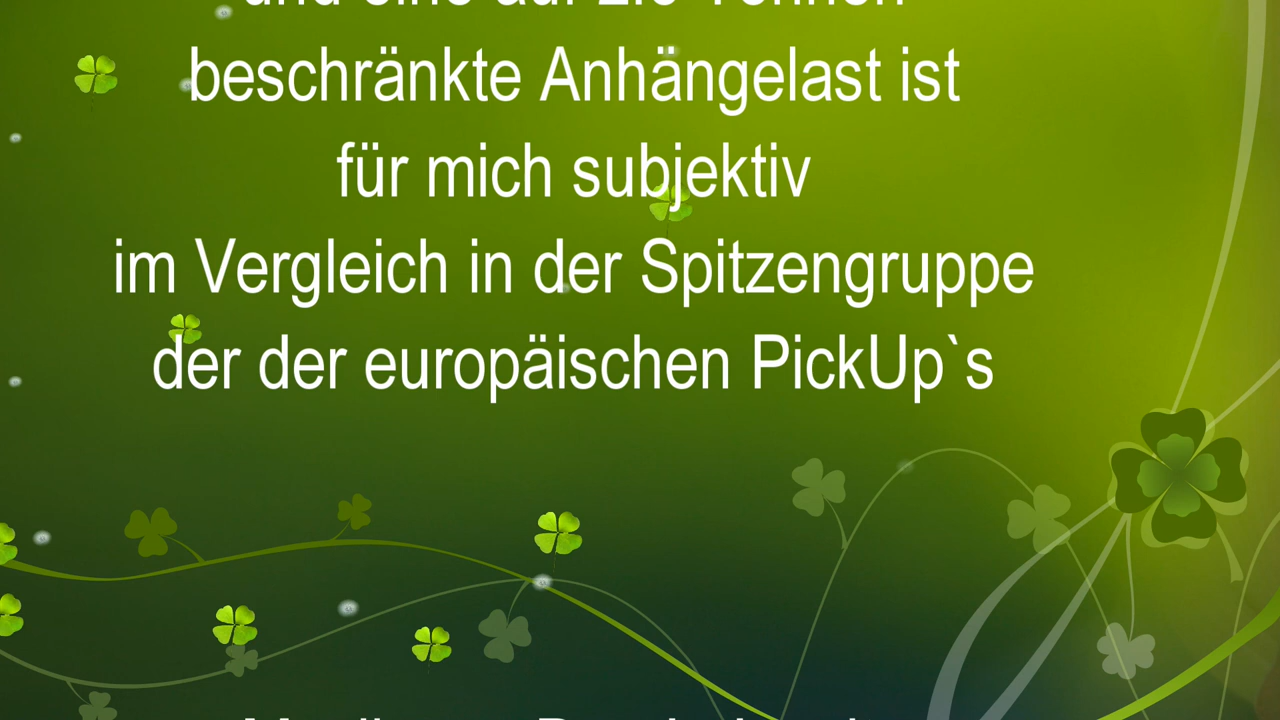 beschränkte Anhängelast ist
für mich subjektiv
im Vergleich in der Spitzengruppe
der der europäischen PickUp`s